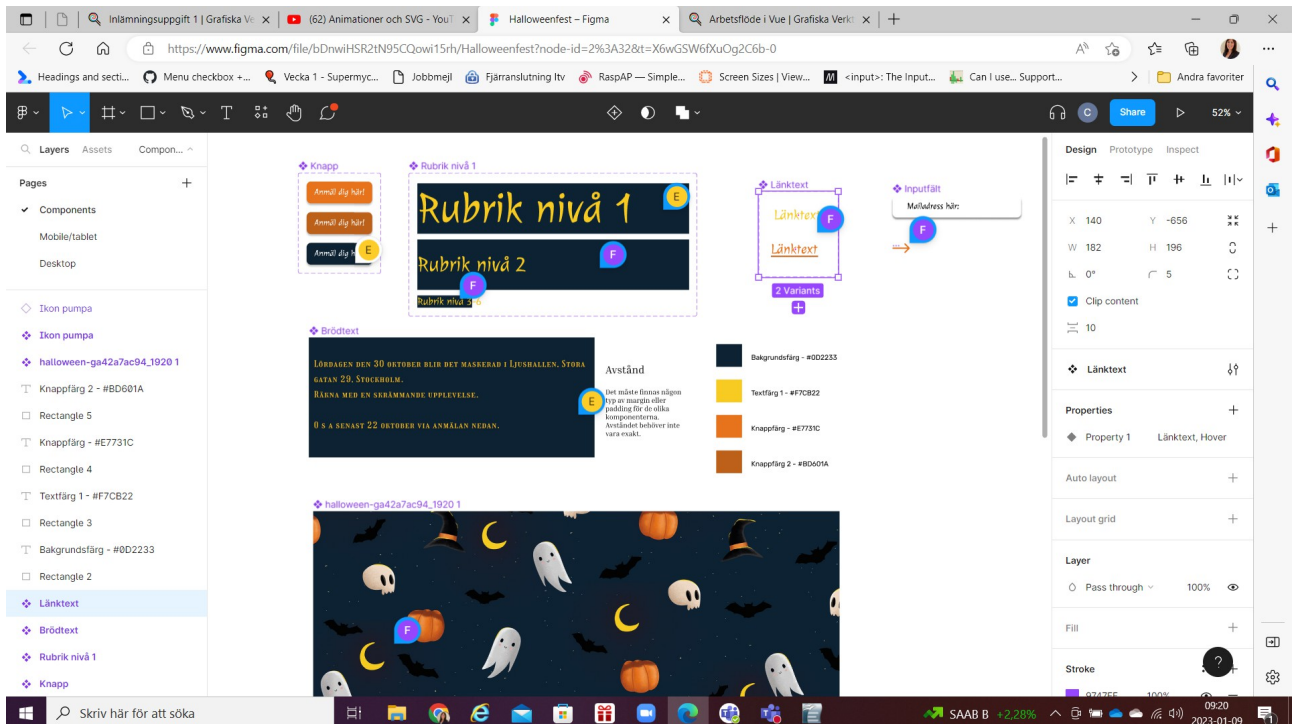 Inlämningsuppgift 1 | Grafiska Ve
(62) Animationer och SVG - YouT
Halloweenfest – Figma
Arbetsflöde i Vue | Grafiska Verkt
https://www.figma.com/file/bDnwiHSR2tN95CQowi15rh/Halloweenfest?node-id=2%3A32&t=X6wGSW6fXuOg2C6b-0
Headings and secti...
Menu checkbox +...
Vecka 1 - Supermyc...
Jobbmejl
Fjärranslutning Itv
RaspAP — Simple...
Screen Sizes | View...
<input>: The Input...
Can I use... Support...
Andra favoriter
C
Share
52%
Layers
Assets
Compon...
Pages
Components
Mobile/tablet
Desktop
Ikon pumpa
Ikon pumpa
halloween-ga42a7ac94_1920 1
Knappfärg 2 - #BD601A
Rectangle 5
Knappfärg - #E7731C
Rectangle 4
Textfärg 1 - #F7CB22
Rectangle 3
Bakgrundsfärg - #0D2233
Rectangle 2
Länktext
Brödtext
Rubrik nivå 1
Knapp
Knapp
Anmäl dig här!
Anmäl dig här!
Anmäl dig h
E
Rubrik nivå 1
Rubrik nivå 1
E
Rubrik nivå 2
F
F
Länktext
Länktex
F
Länktext
2 Variants
Inputfält
Mailadress här:
F
Brödtext
Lördagen den 30 oktober blir det maskerad i Ljushallen, Stora
gatan 29, Stockholm.
Räkna med en skrämmande upplevelse.
O s a senast 22 oktober via anmälan nedan.
E
Avstånd
Det måste finnas någon
typ av margin eller
padding för de olika
komponenterna.
Avståndet behöver inte
vara exakt.
Bakgrundsfärg - #0D2233
Textfärg 1 - #F7CB22
Knappfärg - #E7731C
Knappfärg 2 - #BD601A
halloween-ga42a7ac94_1920 1
F
Design
Prototype
Inspect
X 140
Y -656
W 182
H 196
0°
5
Clip content
10
Länktext
Properties
Property 1
Länktext, Hover
Auto layout
Layout grid
Layer
Pass through
100%
Fill
Stroke
?
9747FF
100%
Skriv här för att söka
SAAB B +2,28%
09:20
2023-01-09